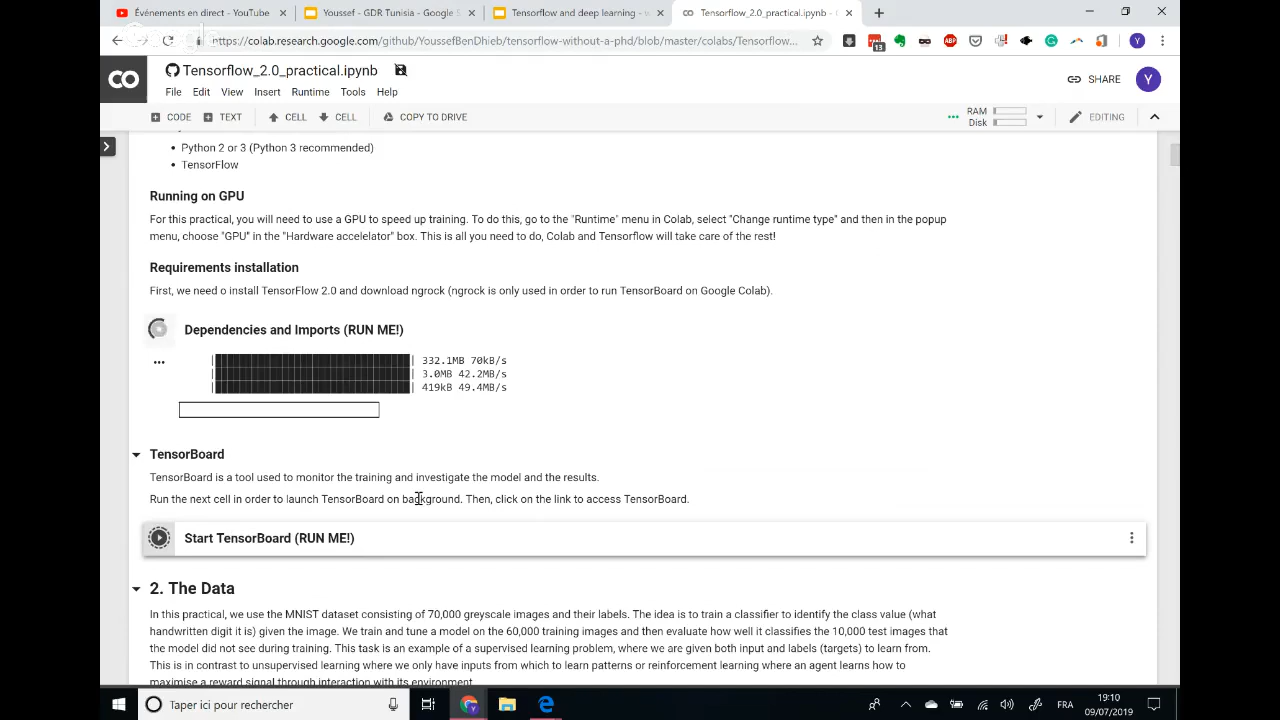 Événements en direct - YouTube
Youssef - GDR Tunisia - Google S
Tensorflow and deep learning - w
Tensorflow_2.0_practical.ipynb - C
https://colab.research.google.com/github/YoussefBenDhieb/tensorflow-without-a-phd/blob/master/colabs/Tensorflow...
13
ABP
Y
CO
Tensorflow_2.0_practical.ipynb
SHARE
Y
File Edit View Insert Runtime Tools Help
CODE TEXT CELL CELL COPY TO DRIVE
RAM
Disk
EDITING
• Python 2 or 3 (Python 3 recommended)
• TensorFlow
Running on GPU
For this practical, you will need to use a GPU to speed up training. To do this, go to the "Runtime" menu in Colab, select "Change runtime type" and then in the popup
menu, choose "GPU" in the "Hardware accelelator" box. This is all you need to do, Colab and Tensorflow will take care of the rest!
Requirements installation
First, we need o install TensorFlow 2.0 and download ngrock (ngrock is only used in order to run TensorBoard on Google Colab).
Dependencies and Imports (RUN ME!)
332.1MB 70kB/s
3.0MB 42.2MB/s
419kB 49.4MB/s
TensorBoard
TensorBoard is a tool used to monitor the training and investigate the model and the results.
Run the next cell in order to launch TensorBoard on background. Then, click on the link to access TensorBoard.
Start TensorBoard (RUN ME!)
2. The Data
In this practical, we use the MNIST dataset consisting of 70,000 greyscale images and their labels. The idea is to train a classifier to identify the class value (what
handwritten digit it is) given the image. We train and tune a model on the 60,000 training images and then evaluate how well it classifies the 10,000 test images that
the model did not see during training. This task is an example of a supervised learning problem, where we are given both input and labels (targets) to learn from.
This is in contrast to unsupervised learning where we only have inputs from which to learn patterns or reinforcement learning where an agent learns how to
maximise a reward signal through interaction with its environment.
Taper ici pour rechercher
FRA
19:10
09/07/2019